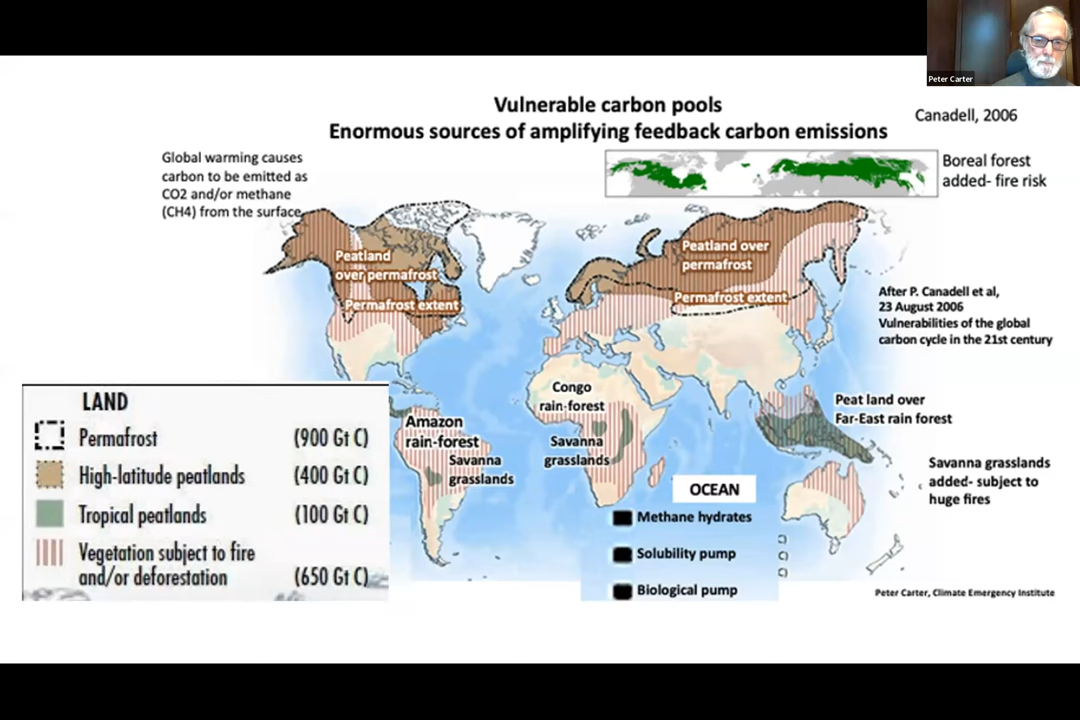 Peter Carter
Vulnerable carbon pools
Enormous sources of amplifying feedback carbon emissions
Canadell, 2006
Global warming causes
carbon to be emitted as
CO2 and/or methane
(CH4) from the surface
Boreal forest
added- fire risk
Peatland
over permafrost
Permafrost extent
Peatland over
permafrost
Permafrost extent
After P. Canadell et al,
23 August 2006
Vulnerabilities of the global
carbon cycle in the 21st century
LAND
Permafrost (900 Gt C)
High-latitude peatlands (400 Gt C)
Tropical peatlands (100 Gt C)
Vegetation subject to fire
and/or deforestation (650 Gt C)
Amazon
rain-forest
Savanna
grasslands
Congo
rain-forest
Savanna
grasslands
Peat land over
Far-East rain forest
Savanna grasslands
added- subject to
huge fires
OCEAN
Methane hydrates
Solubility pump
Biological pump
Peter Carter, Climate Emergency Institute